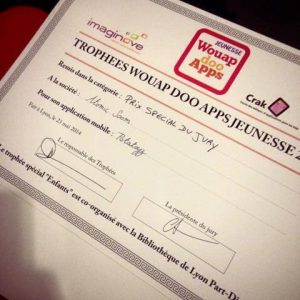 imaginove
JEUNESSE
Wouap
doo
Apps
Crak
TROPHEES WOUAP DOO APPS JEUNESSE
Remis dans la catégorie : PRIX SPECIAL DU JURY
A la société :
Pour son application mobile :
Fait à Lyon, le 21 mai 2014
Le responsable des Trophées
La présidente du jury
Le trophée spécial "Enfants" est co-organisé avec la Bibliothèque de Lyon Part-Di